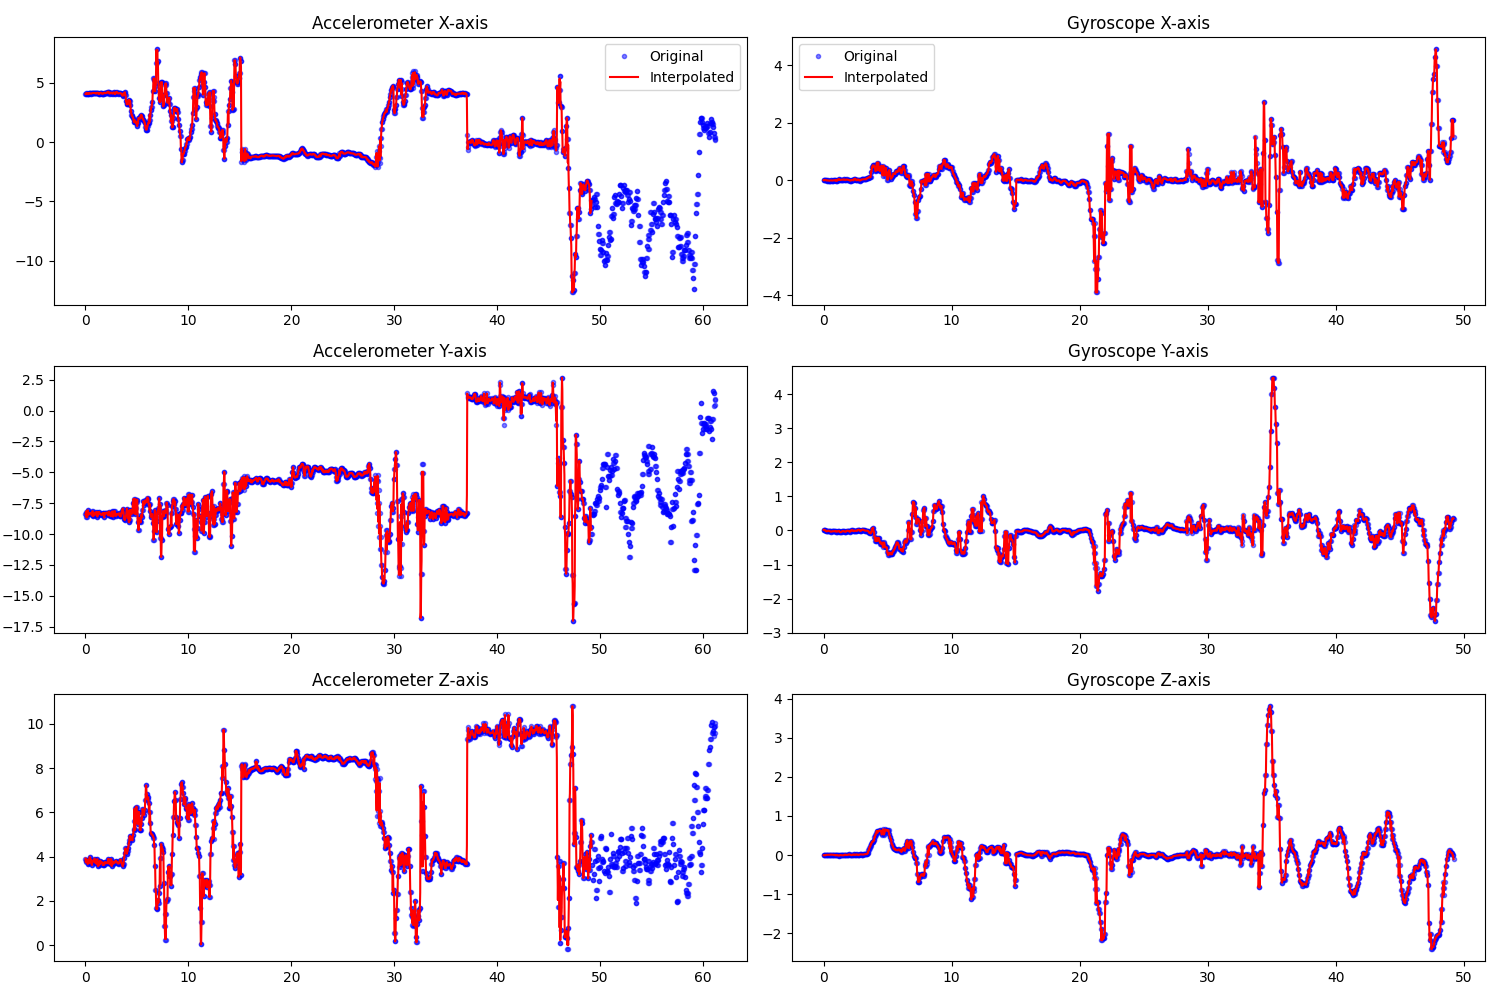 Accelerometer X-axis
5
0
−5
−10
0 10 20 30 40 50 60
Original
Interpolated
Gyroscope X-axis
4
2
0
−2
−4
0 10 20 30 40 50
Original
Interpolated
Accelerometer Y-axis
2.5
0.0
−2.5
−5.0
−7.5
−10.0
−12.5
−15.0
−17.5
0 10 20 30 40 50 60
Gyroscope Y-axis
4
3
2
1
0
−1
−2
−3
0 10 20 30 40 50
Accelerometer Z-axis
10
8
6
4
2
0
0 10 20 30 40 50 60
Gyroscope Z-axis
4
3
2
1
0
−1
−2
0 10 20 30 40 50